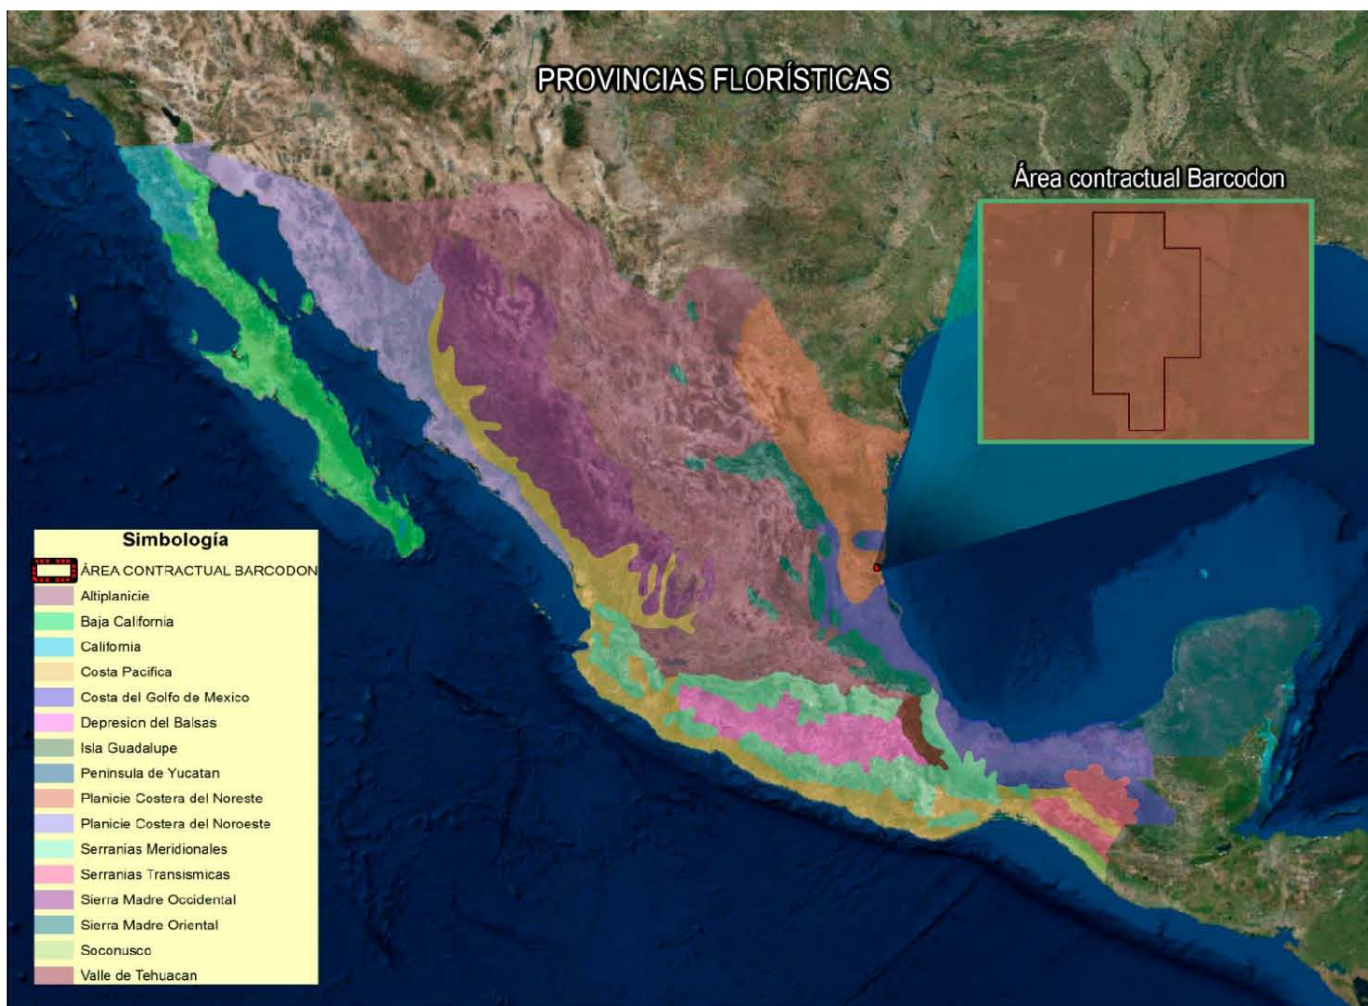 PROVINCIAS FLORÍSTICAS
Área contractual Barcodon
Simbología
ÁREA CONTRACTUAL BARCODON
Altiplanicie
Baja California
California
Costa Pacifica
Costa del Golfo de Mexico
Depresion del Balsas
Isla Guadalupe
Peninsula de Yucatan
Planicie Costera del Noreste
Planicie Costera del Noroeste
Serranias Meridionales
Serranias Transismicas
Sierra Madre Occidental
Sierra Madre Oriental
Soconusco
Valle de Tehuacan